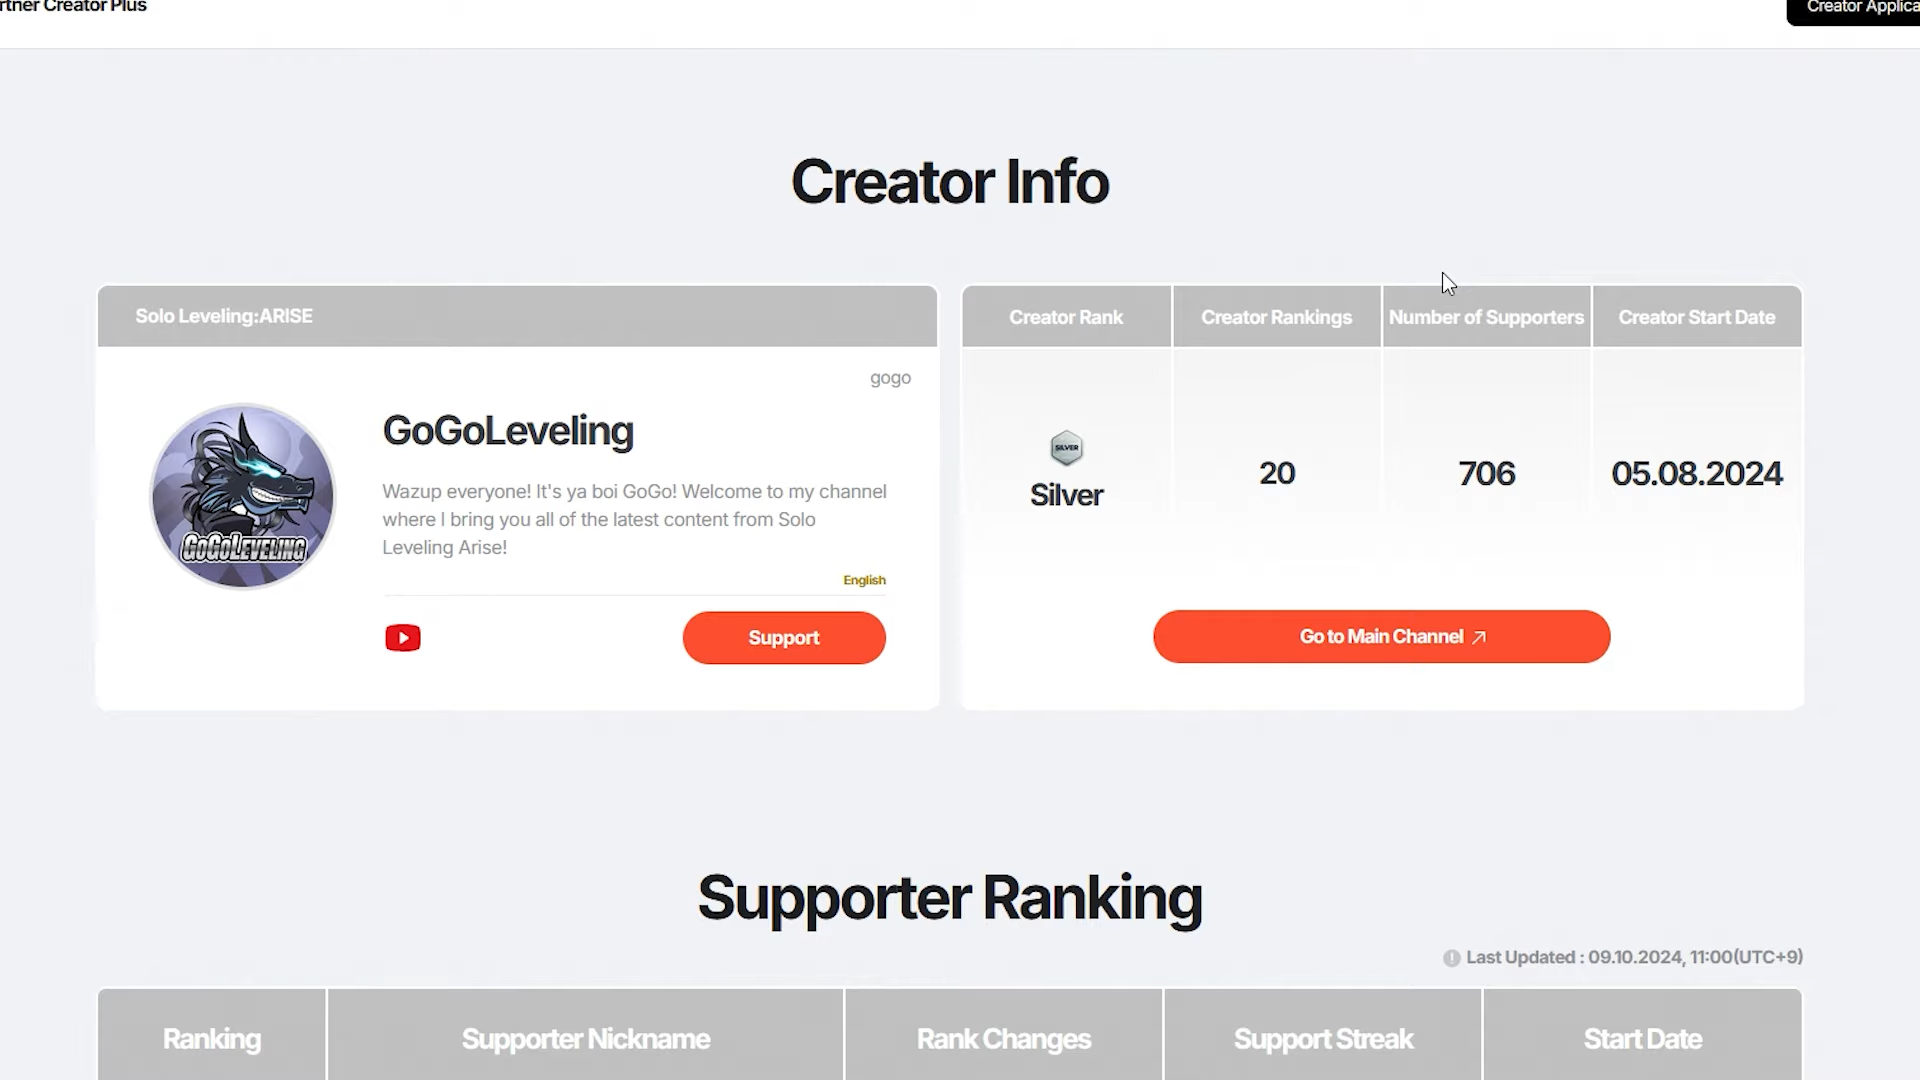 rtner Creator Plus
Creator Applica
Creator Info
Solo Leveling:ARISE
gogo
GoGoLeveling
Wazup everyone! It's ya boi GoGo! Welcome to my channel
where I bring you all of the latest content from Solo
Leveling Arise!
English
Support
GoGoLeveling
Creator Rank
Creator Rankings
Number of Supporters
Creator Start Date
SILVER
Silver
20
706
05.08.2024
Go to Main Channel
Supporter Ranking
Last Updated : 09.10.2024, 11:00(UTC+9)
Ranking
Supporter Nickname
Rank Changes
Support Streak
Start Date